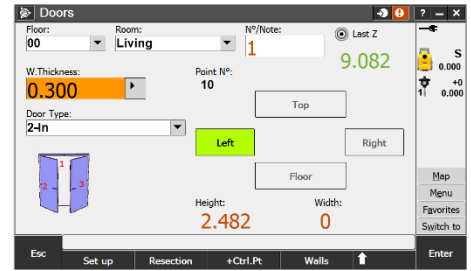 Doors
? – X
Floor: Room: Nº/Note: Last Z
00 Living 1 9.082
W.Thickness: Point Nº:
0.300 10
Door Type:
2-In
1
2 3
Top
Left Right
Floor
Height: Width:
2.482 0
S
0.000
+0
1 0.000
Map
Menu
Favorites
Switch to
Esc Set up Resection +Ctrl.Pt Walls Enter